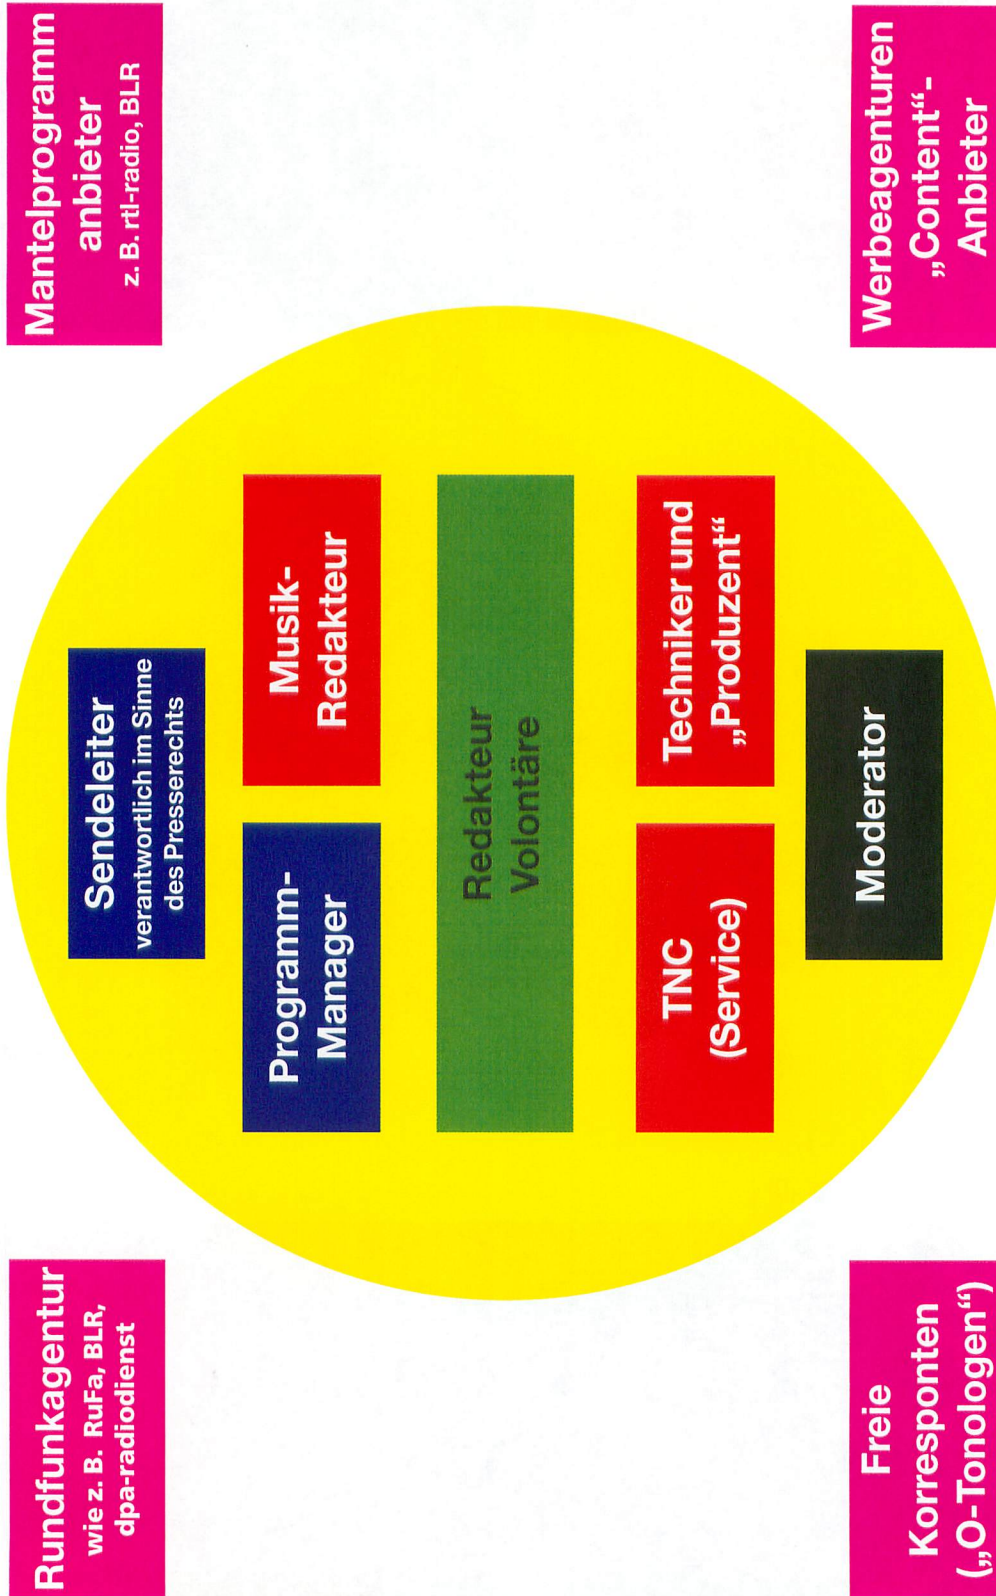 Rundfunkagentur
wie z. B. RuFa, BLR,
dpa-radiodienst
Mantelprogramm
anbieter
z. B. rtl-radio, BLR
Sendeleiter
verantwortlich im Sinne
des Presserechts
Programm-
Manager
Musik-
Redakteur
Redakteur
Volontäre
TNC
(Service)
Techniker und
„Produzent“
Moderator
Freie
Korresponten
(„O-Tonologen“)
Werbeagenturen
„Content“-
Anbieter